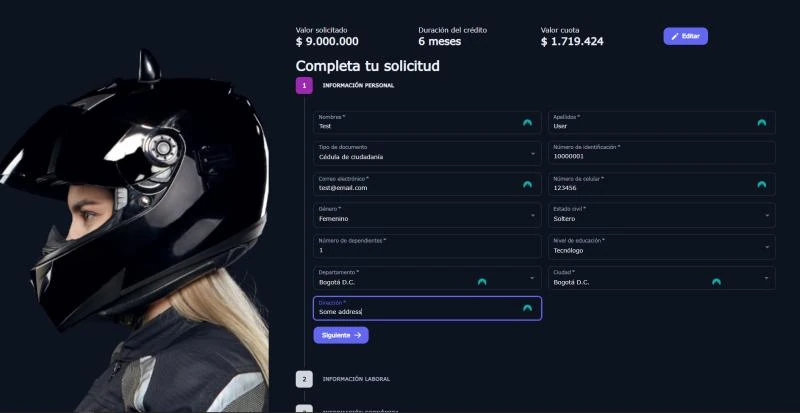 Valor solicitado
$ 9.000.000
Duración del crédito
6 meses
Valor cuota
$ 1.719.424
Editar
Completa tu solicitud
1 INFORMACIÓN PERSONAL
Nombres *
Test
Apellidos *
User
Tipo de documento
Cédula de ciudadanía
Número de identificación *
10000001
Correo electrónico *
test@email.com
Número de celular *
123456
Género *
Femenino
Estado civil *
Soltero
Número de dependientes *
1
Nivel de educación *
Tecnólogo
Departamento *
Bogotá D.C.
Ciudad *
Bogotá D.C.
Dirección *
Some address
Siguiente
2 INFORMACIÓN LABORAL
INFORMACIÓN ECONÓMICA